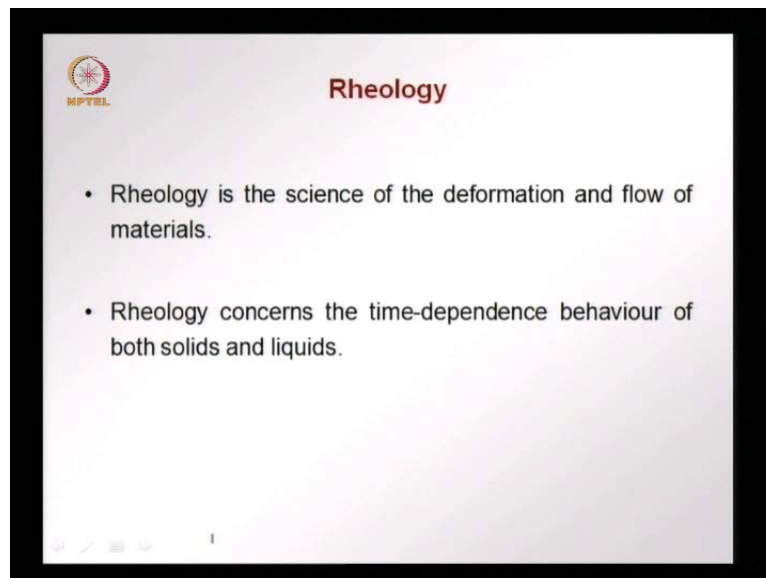 NPTEL
Rheology
• Rheology is the science of the deformation and flow of
materials.
• Rheology concerns the time-dependence behaviour of
both solids and liquids.